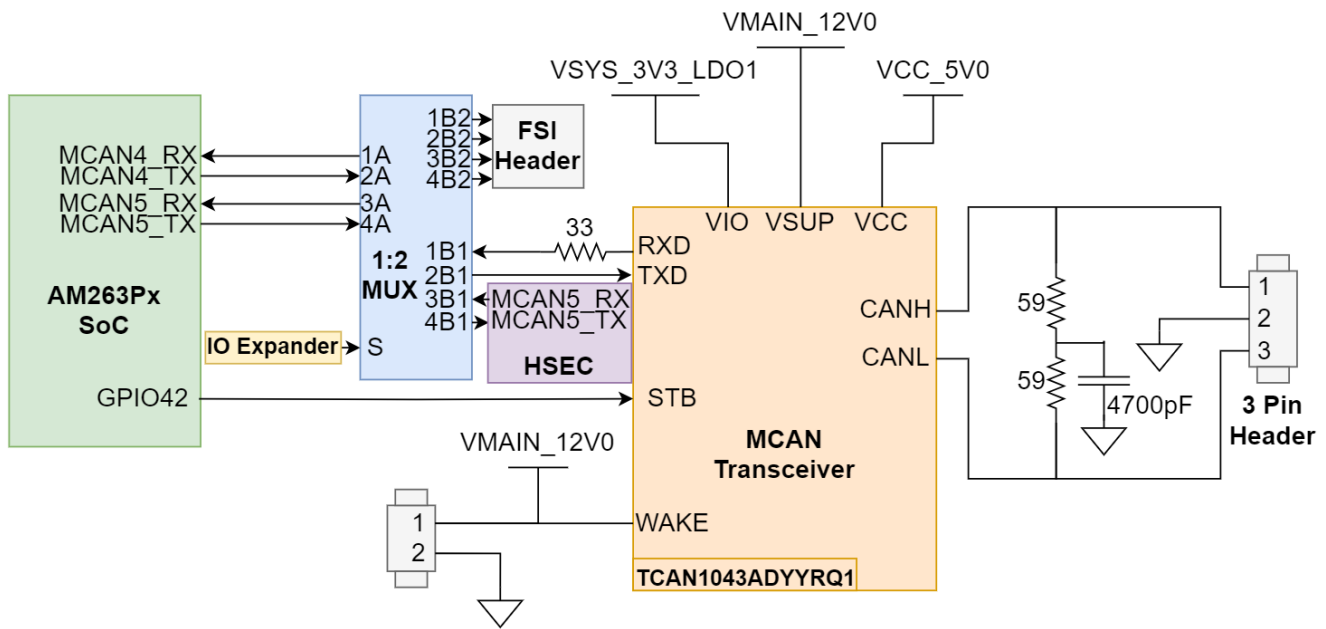 VMAIN_12V0
VSYS_3V3_LDO1
VCC_5V0
MCAN4_RX
MCAN4_TX
MCAN5_RX
MCAN5_TX
AM263Px
SoC
GPIO42
IO Expander
1A
2A
3A
4A
1:2
MUX
S
1B2
2B2
3B2
4B2
1B1
2B1
3B1
4B1
FSI
Header
33
MCAN5_RX
MCAN5_TX
HSEC
VIO
VSUP
VCC
RXD
TXD
CANH
CANL
STB
MCAN
Transceiver
WAKE
TCAN1043ADYYRQ1
VMAIN_12V0
1
2
59
59
4700pF
1
2
3
3 Pin
Header